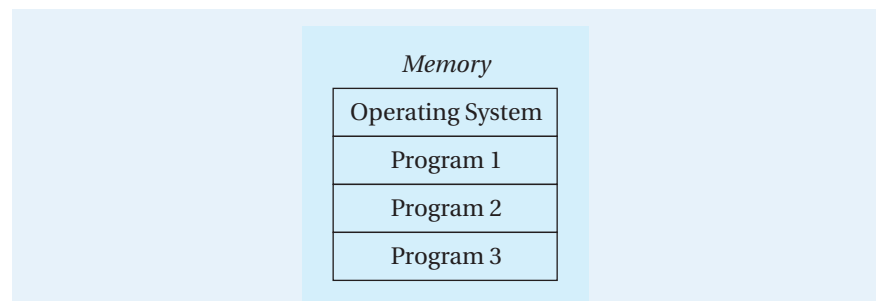 Memory
Operating System
Program 1
Program 2
Program 3